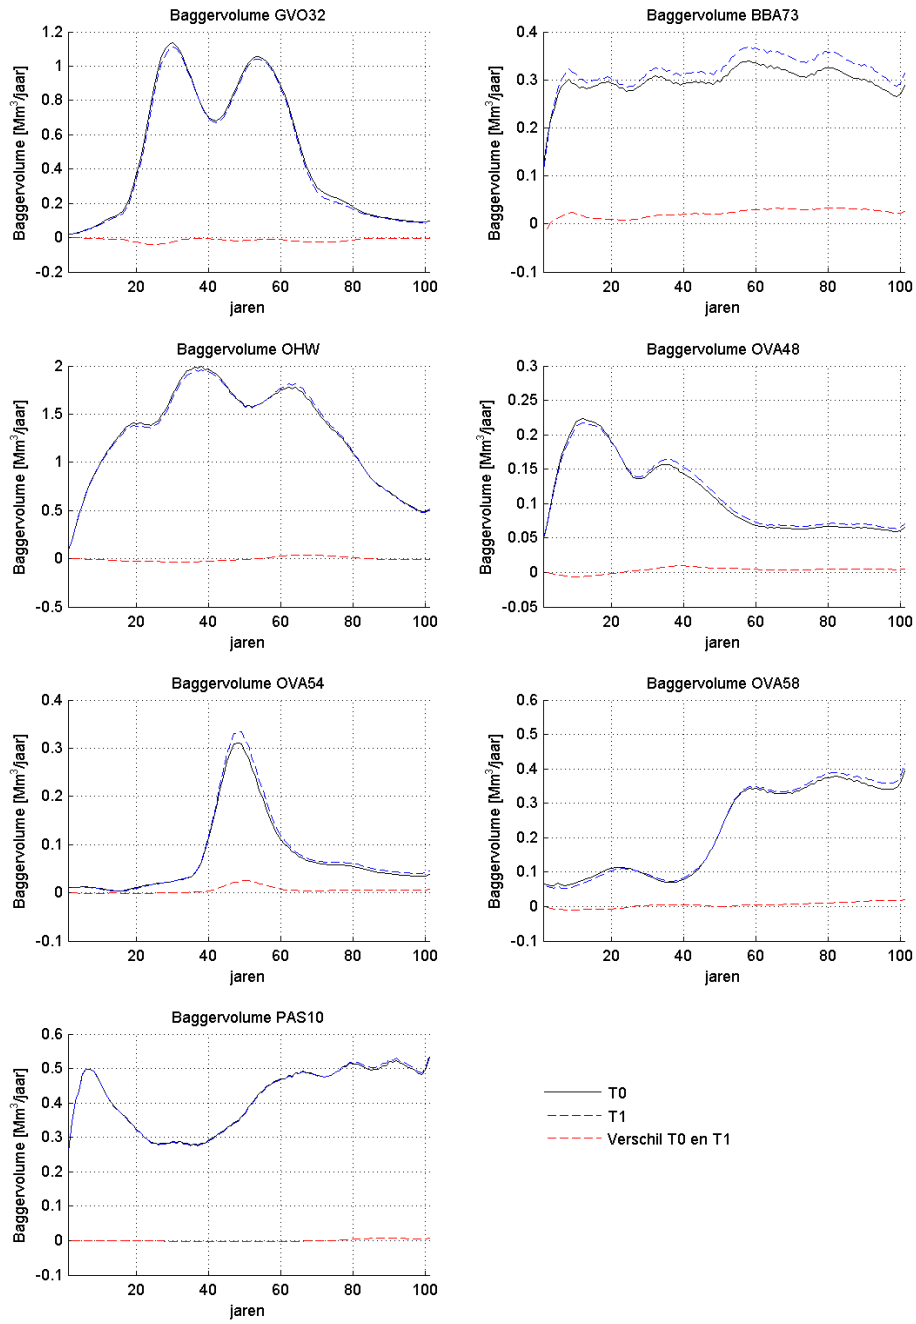 Baggervolume GVO32
1.2
1
0.8
0.6
0.4
0.2
0
-0.2
20 40 60 80 100
jaren
Baggervolume [Mm³/jaar]
Baggervolume BBA73
0.4
0.3
0.2
0.1
0
-0.1
20 40 60 80 100
jaren
Baggervolume [Mm³/jaar]
Baggervolume OHW
2
1.5
1
0.5
0
-0.5
20 40 60 80 100
jaren
Baggervolume [Mm³/jaar]
Baggervolume OVA48
0.3
0.25
0.2
0.15
0.1
0.05
0
-0.05
20 40 60 80 100
jaren
Baggervolume [Mm³/jaar]
Baggervolume OVA54
0.4
0.3
0.2
0.1
0
-0.1
20 40 60 80 100
jaren
Baggervolume [Mm³/jaar]
Baggervolume OVA58
0.6
0.5
0.4
0.3
0.2
0.1
0
-0.1
20 40 60 80 100
jaren
Baggervolume [Mm³/jaar]
Baggervolume PAS10
0.6
0.5
0.4
0.3
0.2
0.1
0
-0.1
20 40 60 80 100
jaren
Baggervolume [Mm³/jaar]
T0
T1
Verschil T0 en T1